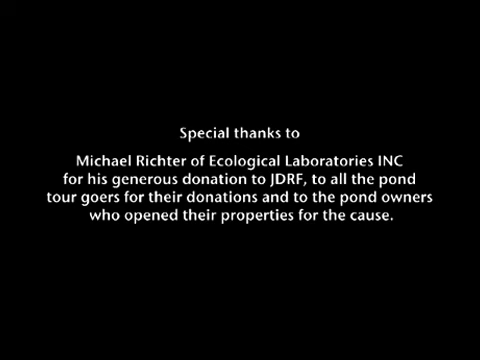 Special thanks to
Michael Richter of Ecological Laboratories INC
for his generous donation to JDRF, to all the pond
tour goers for their donations and to the pond owners
who opened their properties for the cause.